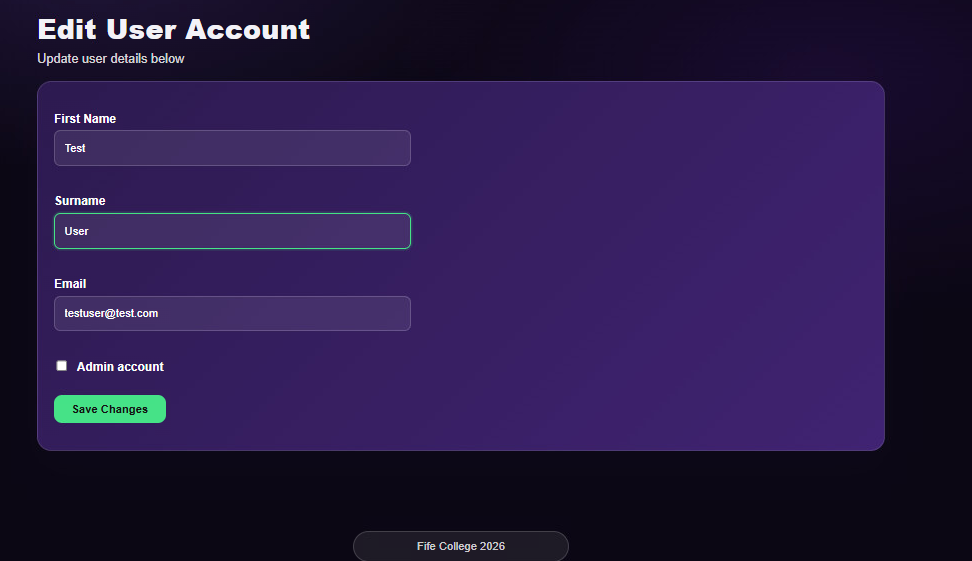 Edit User Account
Update user details below
First Name
Test
Surname
User
Email
testuser@test.com
Admin account
Save Changes
Fife College 2026